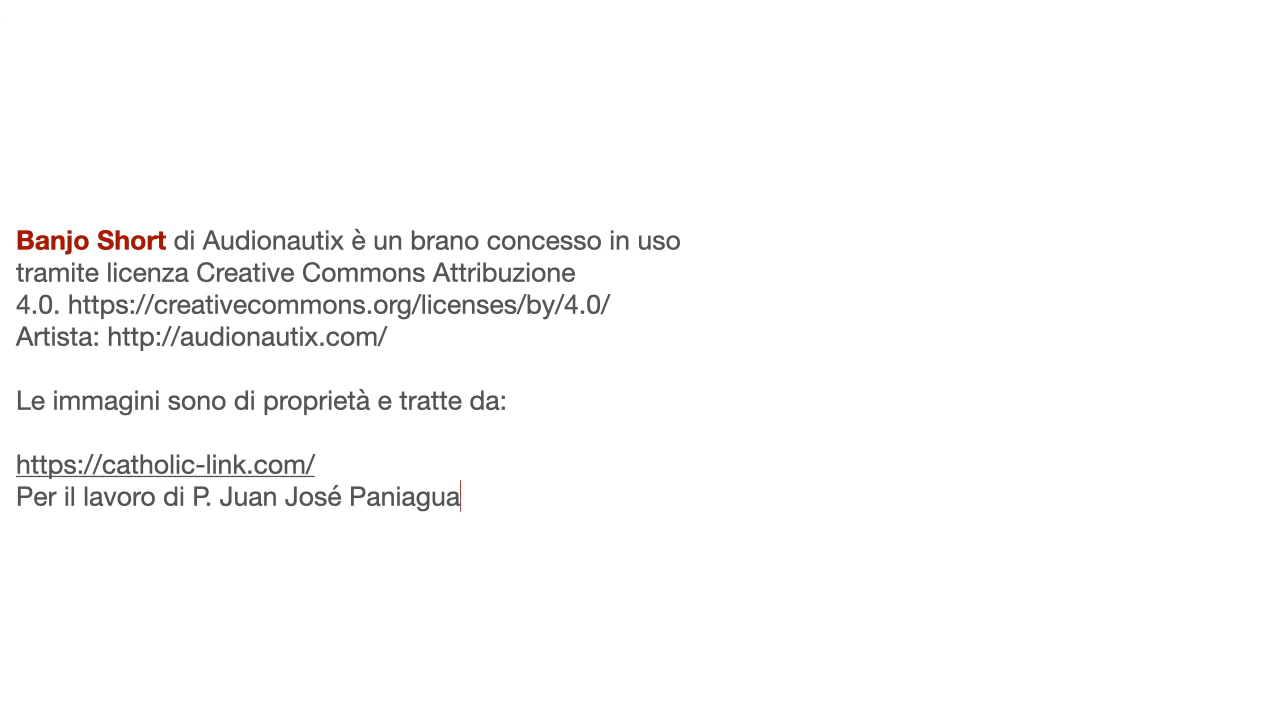 Banjo Short di Audionautix è un brano concesso in uso
tramite licenza Creative Commons Attribuzione
4.0. https://creativecommons.org/licenses/by/4.0/
Artista: http://audionautix.com/
Le immagini sono di proprietà e tratte da:
https://catholic-link.com/
Per il lavoro di P. Juan José Paniagua